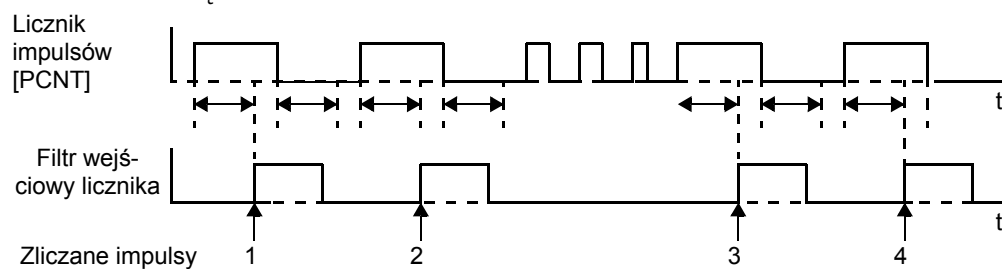 Licznik
impulsów
[PCNT]
t
Filtr wejś-
ciowy licznika
t
Zliczane impulsy 1 2 3 4